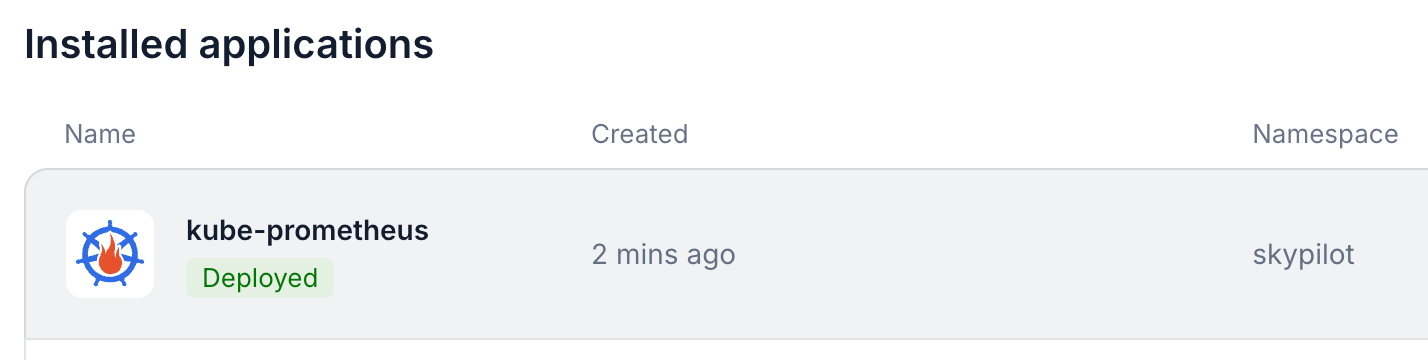 Installed applications
Name Created Namespace
kube-prometheus
Deployed
2 mins ago
skypilot